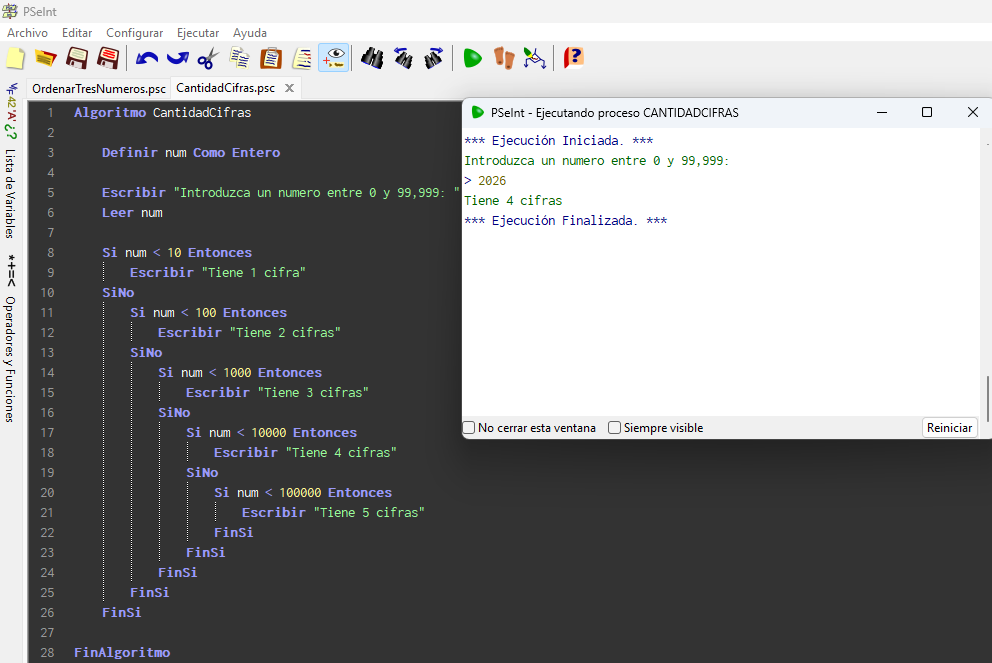 PSeInt
Archivo Editar Configurar Ejecutar Ayuda
OrdenarTresNumeros.psc CantidadCifras.psc
Lista de Variables
Operadores y Funciones
1 Algoritmo CantidadCifras
2
3 Definir num Como Entero
4
5 Escribir "Introduzca un numero entre 0 y 99,999: "
6 Leer num
7
8 Si num < 10 Entonces
9 Escribir "Tiene 1 cifra"
10 SiNo
11 Si num < 100 Entonces
12 Escribir "Tiene 2 cifras"
13 SiNo
14 Si num < 1000 Entonces
15 Escribir "Tiene 3 cifras"
16 SiNo
17 Si num < 10000 Entonces
18 Escribir "Tiene 4 cifras"
19 SiNo
20 Si num < 100000 Entonces
21 Escribir "Tiene 5 cifras"
22 FinSi
23 FinSi
24 FinSi
25 FinSi
26 FinSi
27
28 FinAlgoritmo
PSeInt - Ejecutando proceso CANTIDADCIFRAS
*** Ejecución Iniciada. ***
Introduzca un numero entre 0 y 99,999:
> 2026
Tiene 4 cifras
*** Ejecución Finalizada. ***
No cerrar esta ventana Siempre visible Reiniciar